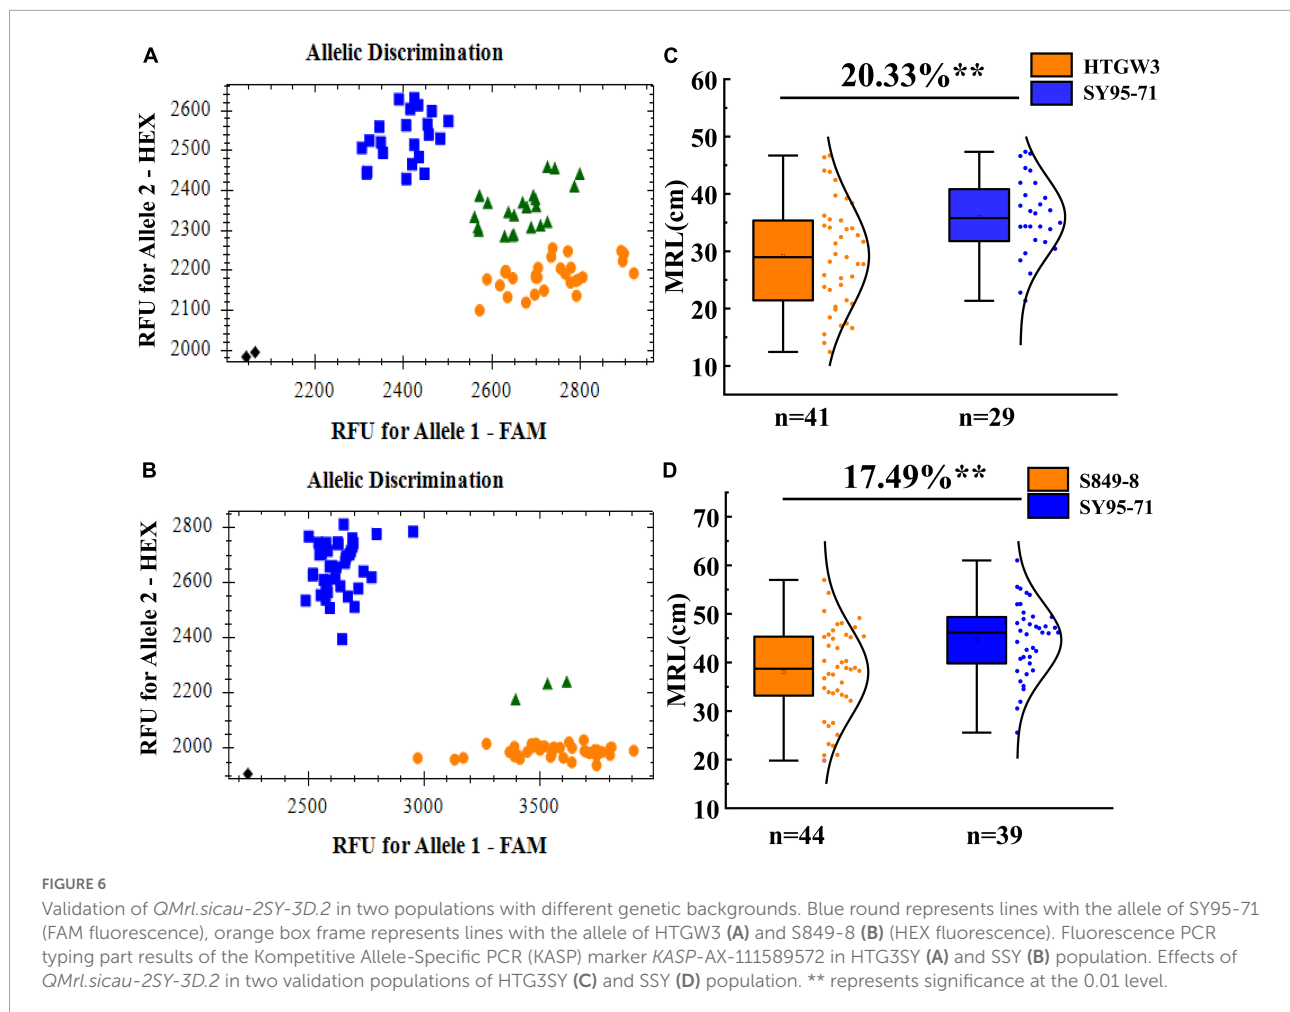 A
Allelic Discrimination
RFU for Allele 2 - HEX
2600
2500
2400
2300
2200
2100
2000
2200 2400 2600 2800
RFU for Allele 1 - FAM
C
20.33%**
HTGW3
SY95-71
MRL(cm)
60
50
40
30
20
10
n=41 n=29
B
Allelic Discrimination
RFU for Allele 2 - HEX
2800
2600
2400
2200
2000
2500 3000 3500
RFU for Allele 1 - FAM
D
17.49%**
S849-8
SY95-71
MRL(cm)
70
60
50
40
30
20
10
n=44 n=39
FIGURE 6
Validation of QMrl.sicau-2SY-3D.2 in two populations with different genetic backgrounds. Blue round represents lines with the allele of SY95-71
(FAM fluorescence), orange box frame represents lines with the allele of HTGW3 (A) and S849-8 (B) (HEX fluorescence). Fluorescence PCR
typing part results of the Kompetitive Allele-Specific PCR (KASP) marker KASP-AX-111589572 in HTG3SY (A) and SSY (B) population. Effects of
QMrl.sicau-2SY-3D.2 in two validation populations of HTG3SY (C) and SSY (D) population. ** represents significance at the 0.01 level.